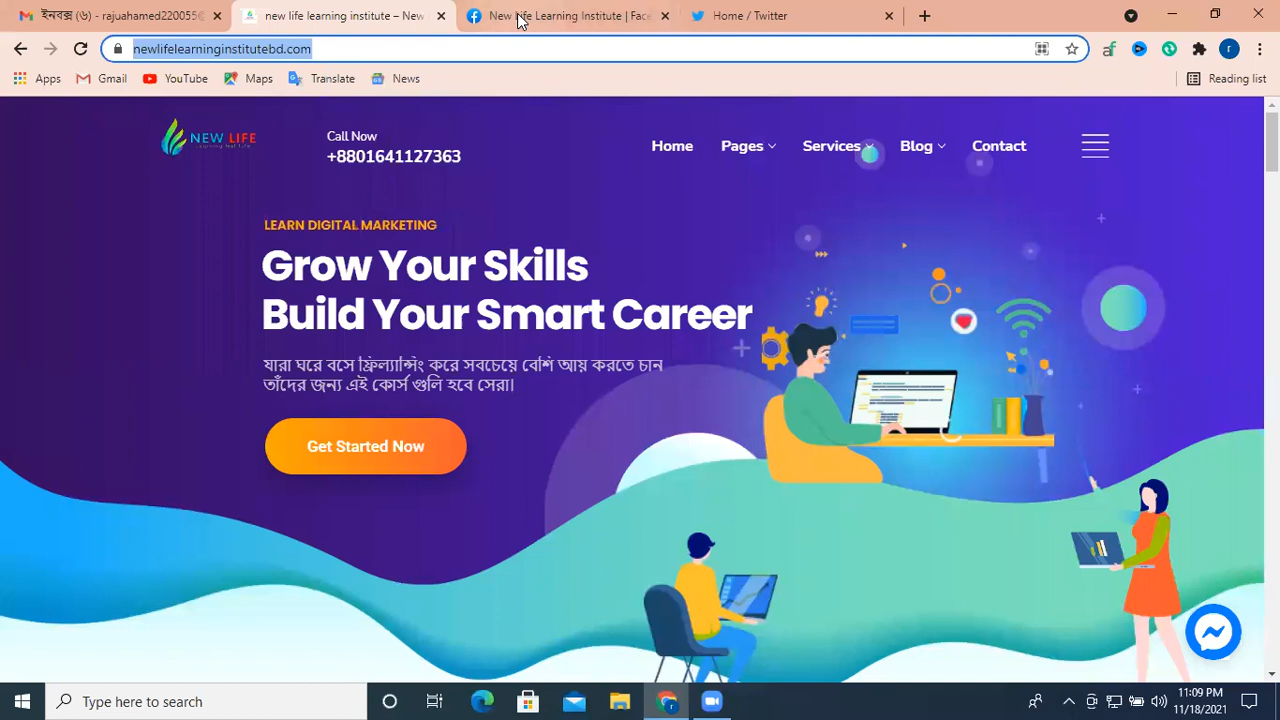 ইনবক্স (৬) - rajuahamed220055@
new life learning institute – New
New Life Learning Institute | Face
Home / Twitter
newlifelearninginstitutebd.com
Apps
Gmail
YouTube
Maps
Translate
News
Reading list
NEW LIFE
Learning Institute
Call Now
+8801641127363
Home
Pages
Services
Blog
Contact
LEARN DIGITAL MARKETING
Grow Your Skills
Build Your Smart Career
যারা ঘরে বসে ফ্রিল্যান্সিং করে সবচেয়ে বেশি আয় করতে চান
তাঁদের জন্য এই কোর্স গুলি হবে সেরা।
Get Started Now
Type here to search
11:09 PM
11/18/2021